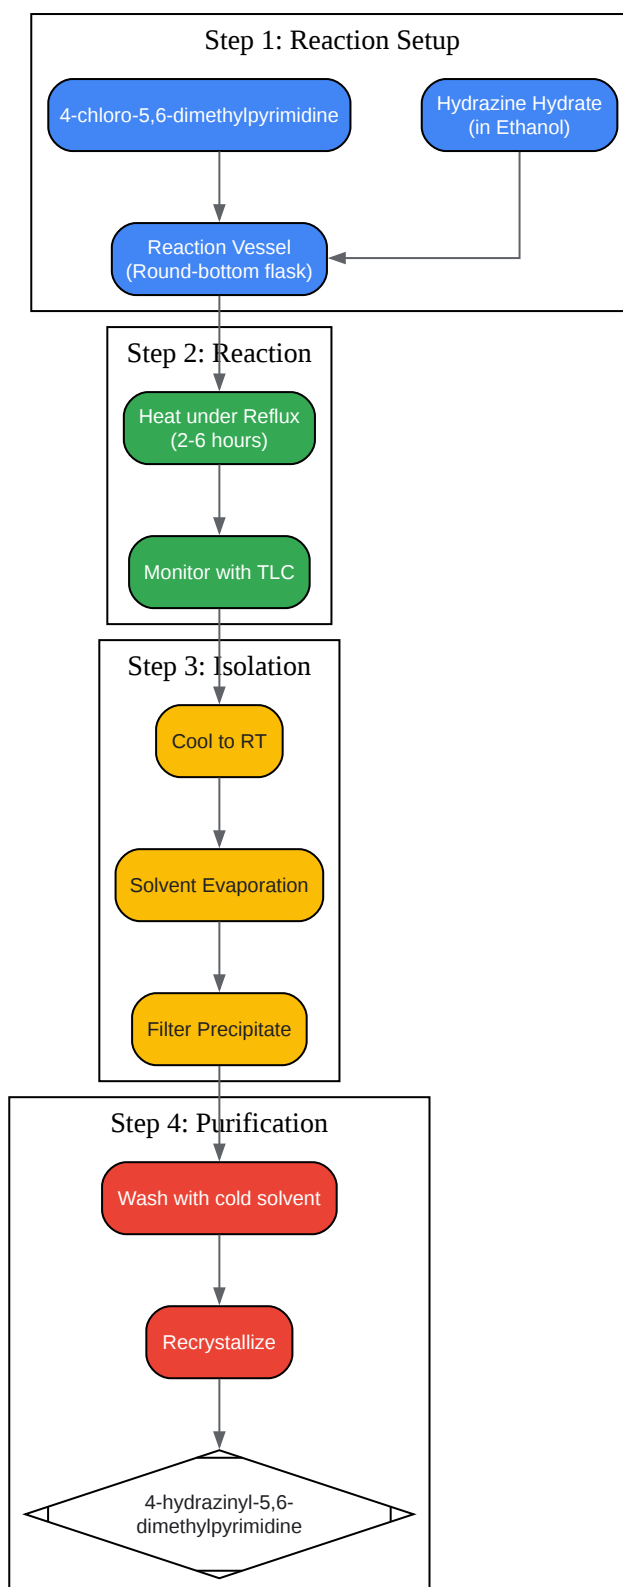 Step 1: Reaction Setup
4-chloro-5,6-dimethylpyrimidine
Hydrazine Hydrate
(in Ethanol)
Reaction Vessel
(Round-bottom flask)
Step 2: Reaction
Heat under Reflux
(2-6 hours)
Monitor with TLC
Step 3: Isolation
Cool to RT
Solvent Evaporation
Filter Precipitate
Step 4: Purification
Wash with cold solvent
Recrystallize
4-hydrazinyl-5,6-
dimethylpyrimidine